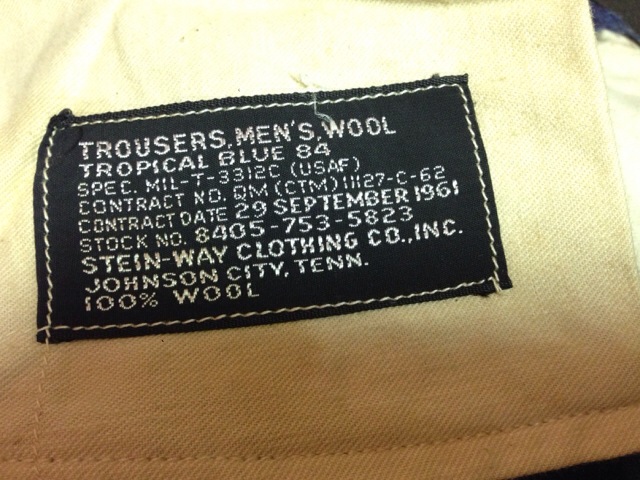 TROUSERS, MEN'S, WOOL
TROPICAL BLUE 84
SPEC. MIL-T-3312C (USAF)
CONTRACT NO. QM (CTM) 11127-C-62
CONTRACT DATE 29 SEPTEMBER 1961
STOCK NO. 8405-753-5823
STEIN-WAY CLOTHING CO., INC.
JOHNSON CITY, TENN.
100% WOOL